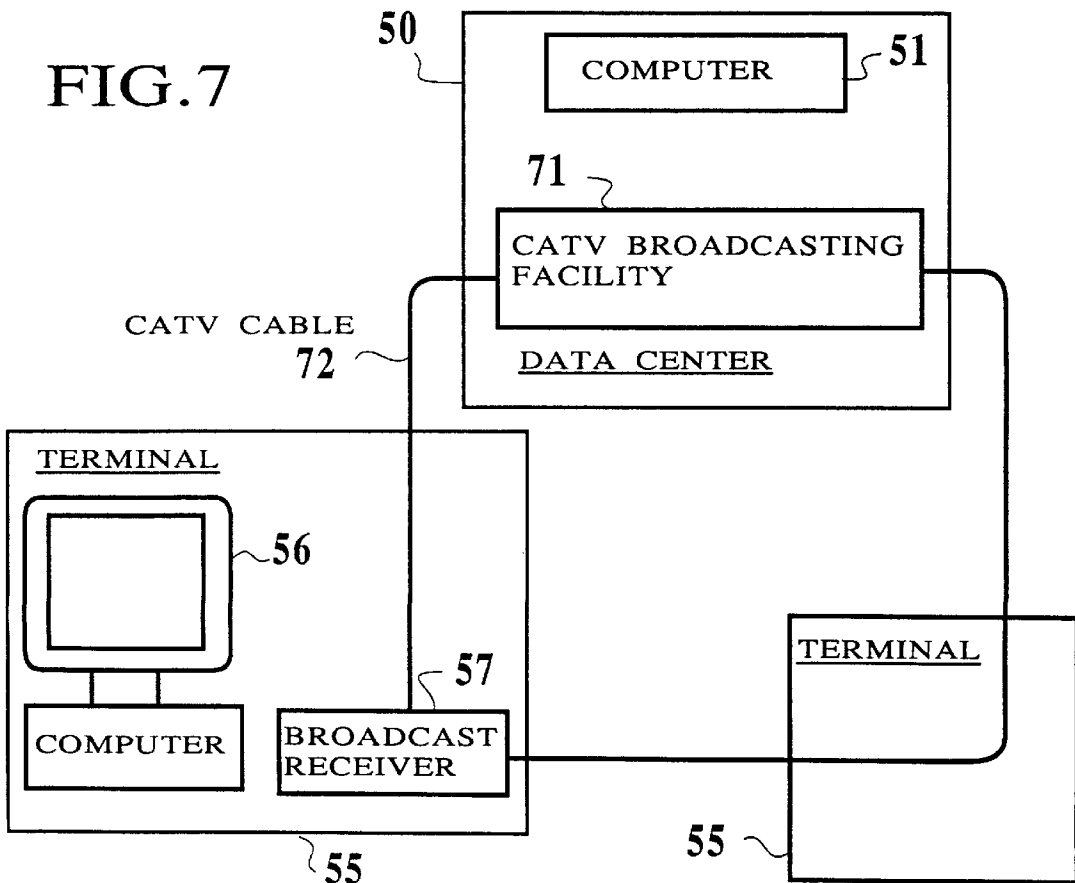 FIG.7
50
COMPUTER
51
71
CATV BROADCASTING
FACILITY
CATV CABLE
72
DATA CENTER
TERMINAL
56
57
COMPUTER
BROADCAST
RECEIVER
55
TERMINAL
55